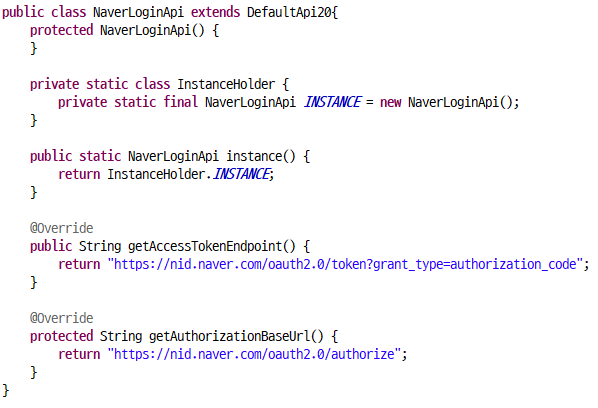 public class NaverLoginApi extends DefaultApi20{
    protected NaverLoginApi() {
    }

    private static class InstanceHolder {
        private static final NaverLoginApi INSTANCE = new NaverLoginApi();
    }

    public static NaverLoginApi instance() {
        return InstanceHolder.INSTANCE;
    }

    @Override
    public String getAccessTokenEndpoint() {
        return "https://nid.naver.com/oauth2.0/token?grant_type=authorization_code";
    }

    @Override
    protected String getAuthorizationBaseUrl() {
        return "https://nid.naver.com/oauth2.0/authorize";
    }
}